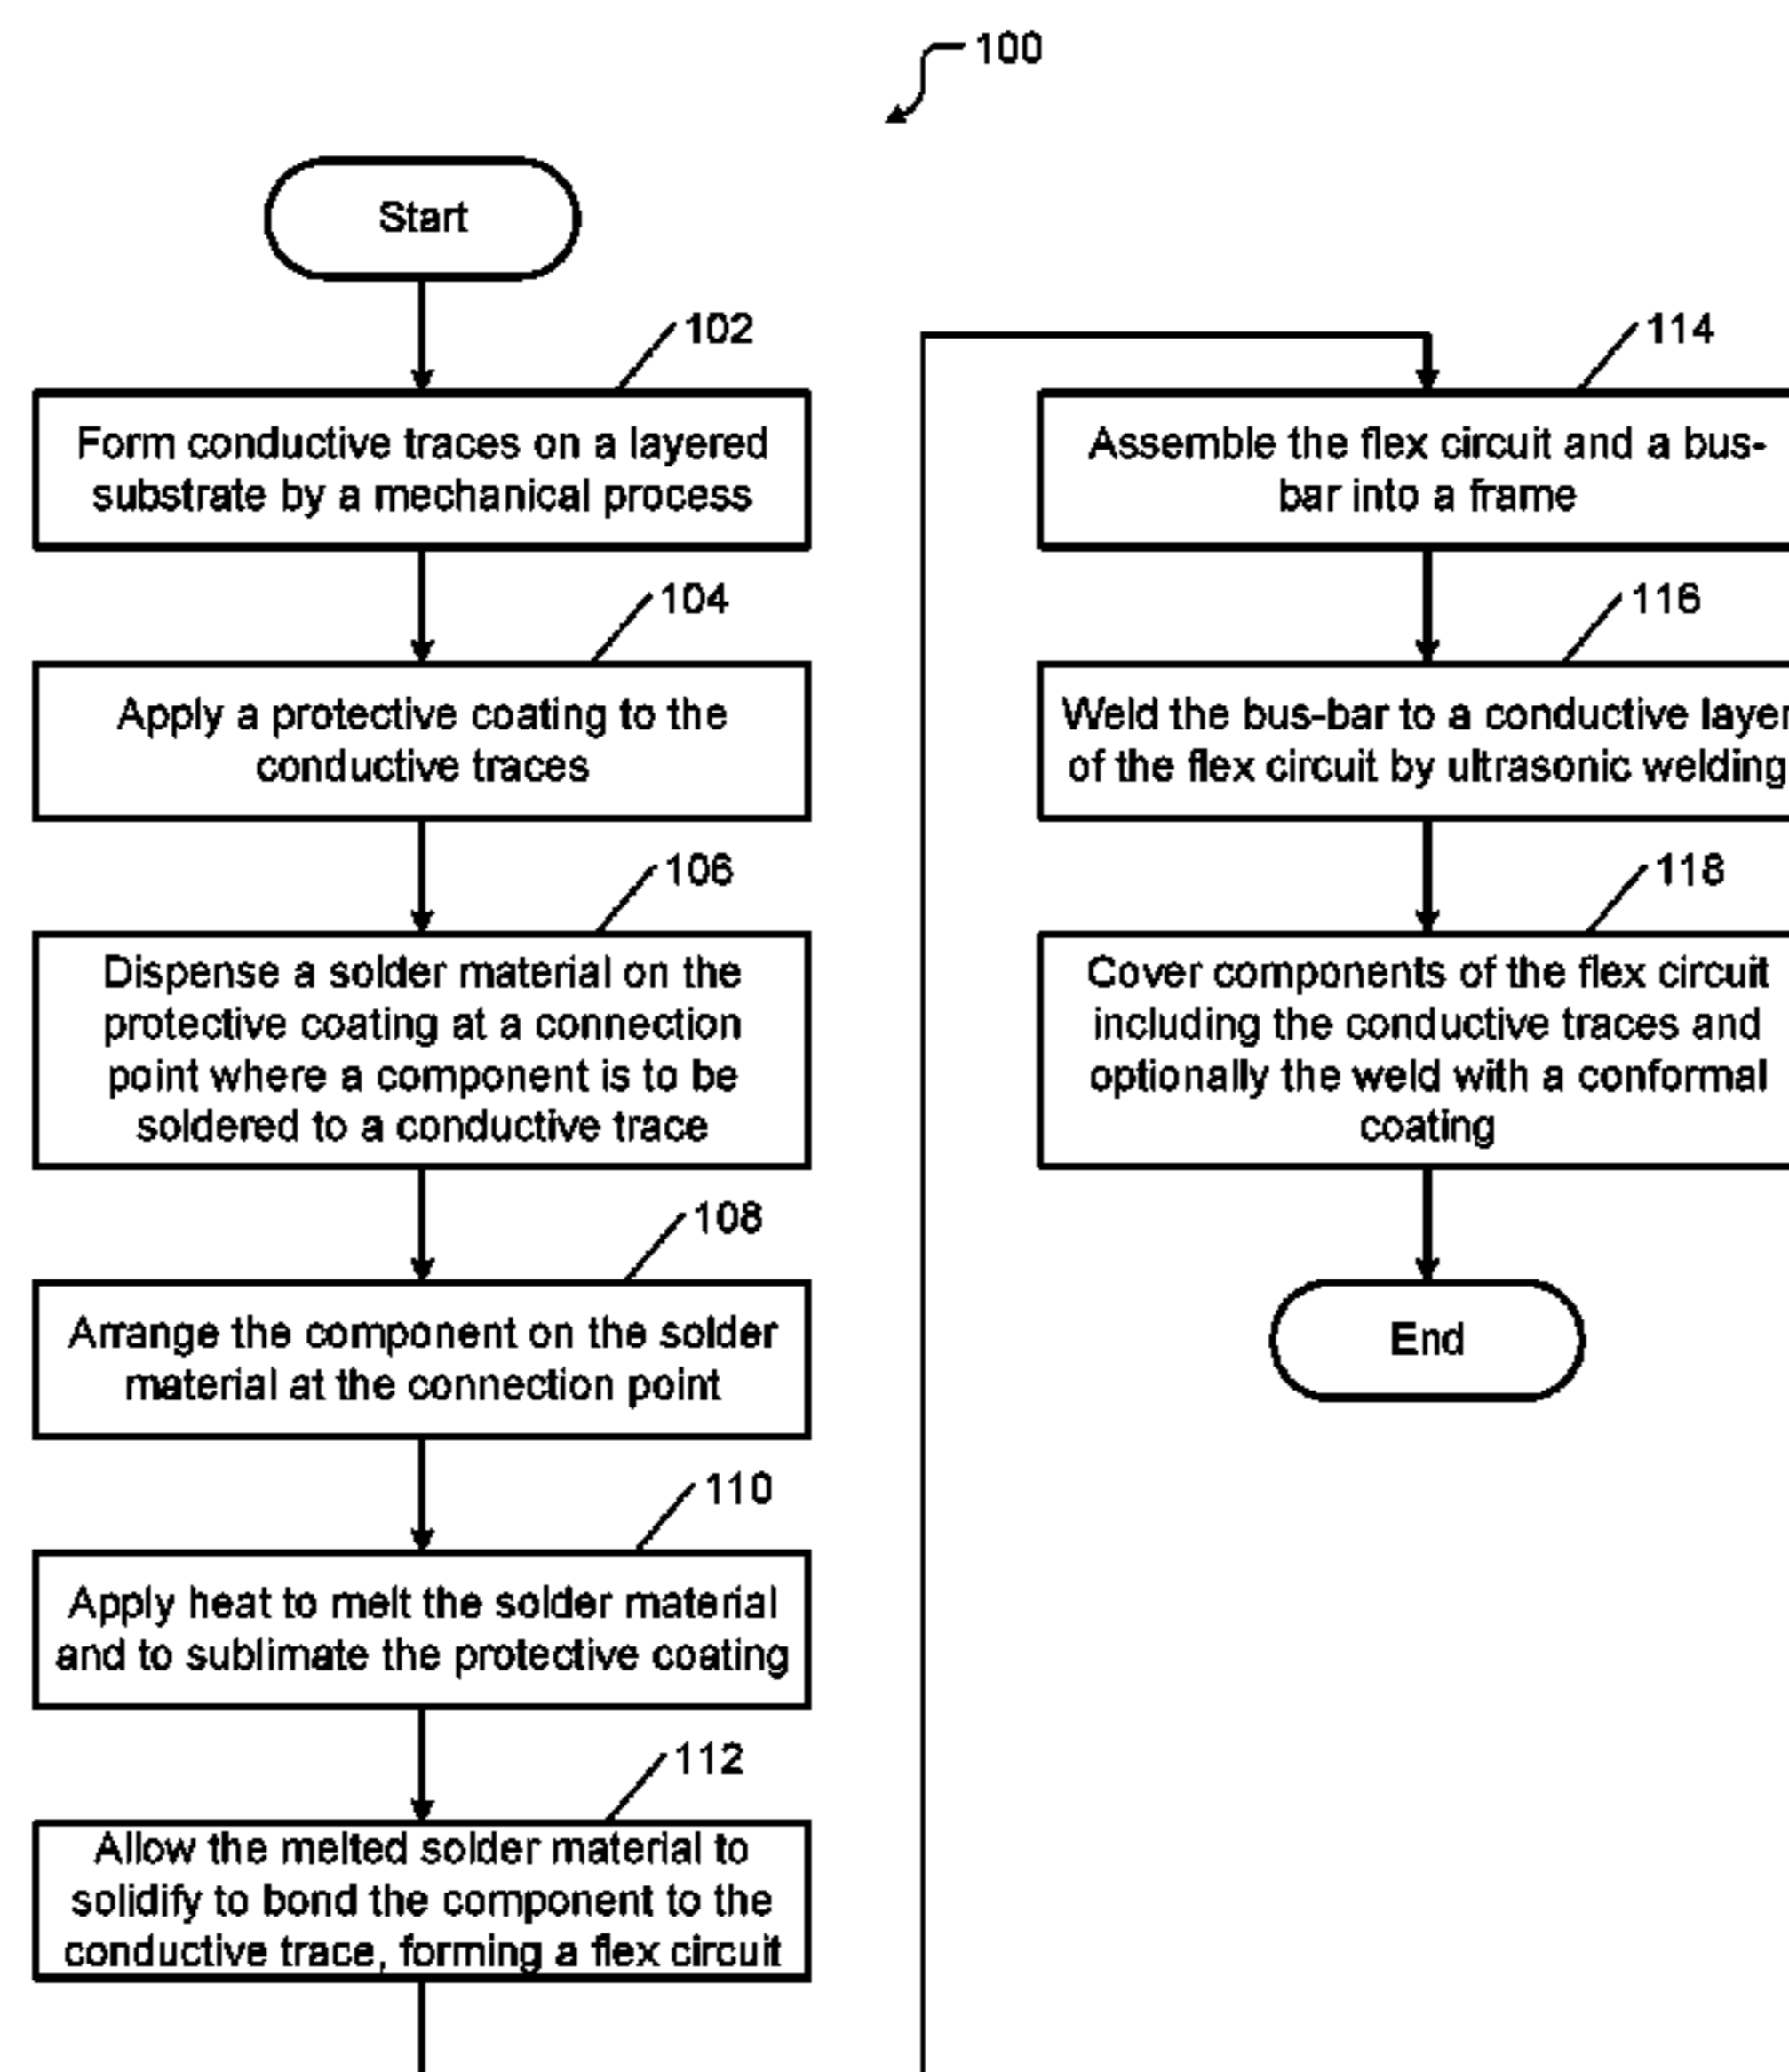 100
Start
102
Form conductive traces on a layered
substrate by a mechanical process
104
Apply a protective coating to the
conductive traces
106
Dispense a solder material on the
protective coating at a connection
point where a component is to be
soldered to a conductive trace
108
Arrange the component on the solder
material at the connection point
110
Apply heat to melt the solder material
and to sublimate the protective coating
112
Allow the melted solder material to
solidify to bond the component to the
conductive trace, forming a flex circuit
114
Assemble the flex circuit and a bus-
bar into a frame
116
Weld the bus-bar to a conductive layer
of the flex circuit by ultrasonic welding
118
Cover components of the flex circuit
including the conductive traces and
optionally the weld with a conformal
coating
End